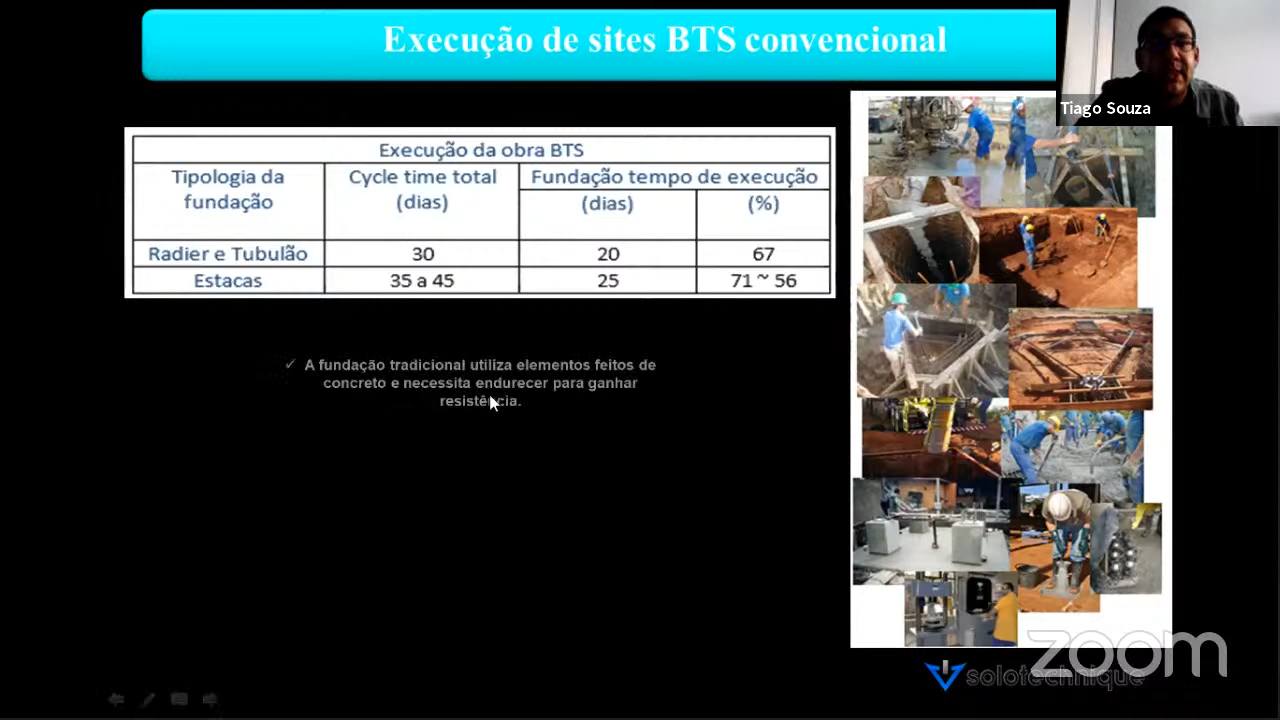 Execução de sites BTS convencional
Tiago Souza
Execução da obra BTS
Tipologia da fundação
Cycle time total (dias)
Fundação tempo de execução
(dias)
(%)
Radier e Tubulão
30
20
67
Estacas
35 a 45
25
71 ~ 56
✓ A fundação tradicional utiliza elementos feitos de
concreto e necessita endurecer para ganhar
resistência.
zoom
solotechnique